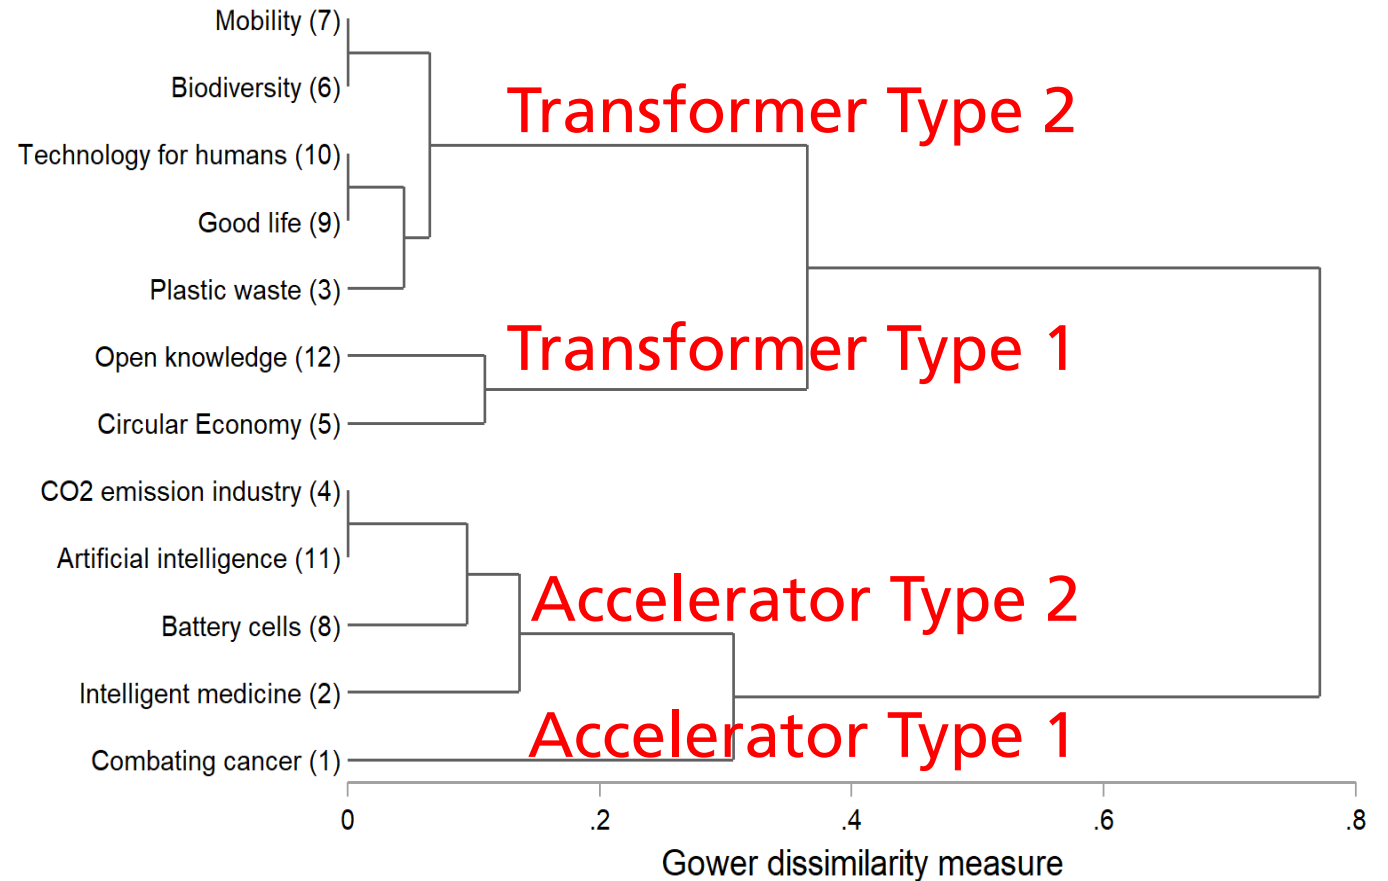 Mobility (7)
Biodiversity (6)
Transformer Type 2
Technology for humans (10)
Good life (9)
Plastic waste (3)
Open knowledge (12)
Transformer Type 1
Circular Economy (5)
CO2 emission industry (4)
Artificial intelligence (11)
Accelerator Type 2
Battery cells (8)
Intelligent medicine (2)
Accelerator Type 1
Combating cancer (1)
0 .2 .4 .6 .8
Gower dissimilarity measure